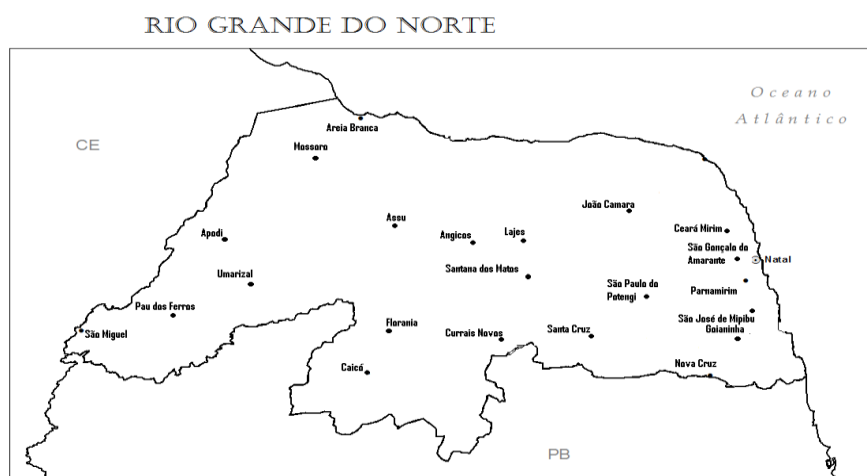 RIO GRANDE DO NORTE
Oceano
Atlântico
CE
Areia Branca
Mossoro
João Camara
Assu
Ceará Mirim
Apodi
Angicos
Lajes
São Gonçalo do
Amarante
Natal
Santana dos Matos
Umarizal
São Paulo do
Potengi
Parnamirim
Pau dos Ferros
São José de Mipibu
Florania
Goianinha
São Miguel
Currais Novos
Santa Cruz
Caicó
Nova Cruz
PB